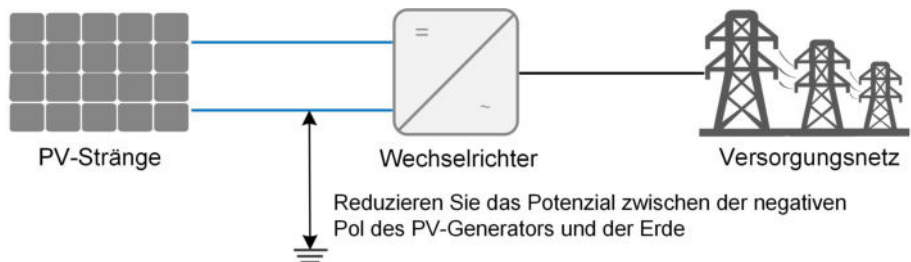 =
~
PV-Stränge
Wechselrichter
Versorgungsnetz
Reduzieren Sie das Potenzial zwischen der negativen
Pol des PV-Generators und der Erde